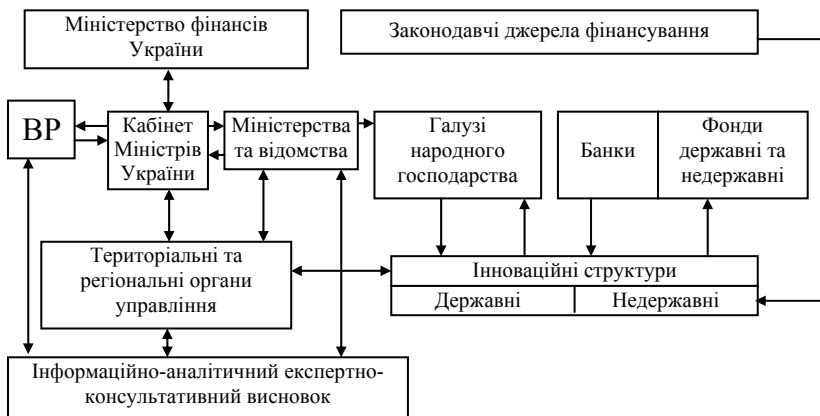 Міністерство фінансів
України
Законодавчі джерела фінансування
ВР
Кабінет
Міністрів
України
Міністерства
та відомства
Галузі
народного
господарства
Банки
Фонди
державні та
недержавні
Територіальні та
регіональні органи
управління
Інноваційні структури
Державні
Недержавні
Інформаційно-аналітичний експертно-
консультативний висновок